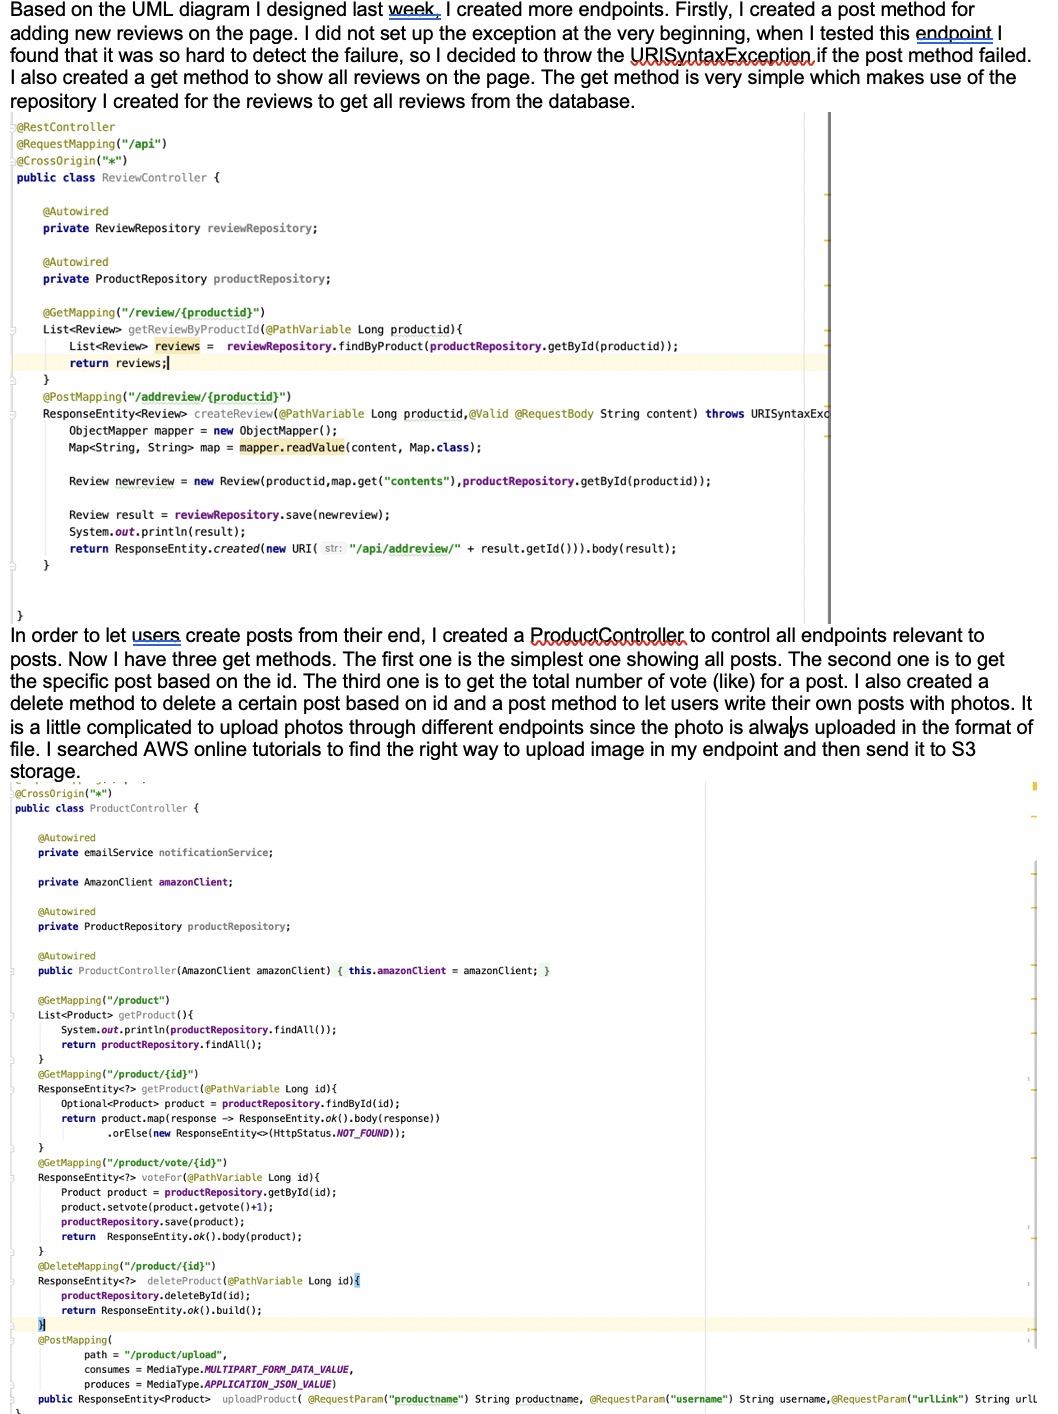 Based on the UML diagram I designed last week, I created more endpoints. Firstly, I created a post method for
adding new reviews on the page. I did not set up the exception at the very beginning, when I tested this endpoint I
found that it was so hard to detect the failure, so I decided to throw the URISyntaxException if the post method failed.
I also created a get method to show all reviews on the page. The get method is very simple which makes use of the
repository I created for the reviews to get all reviews from the database.
@RestController
@RequestMapping("/api")
@CrossOrigin("*")
public class ReviewController {
@Autowired
private ReviewRepository reviewRepository;
@Autowired
private ProductRepository productRepository;
@GetMapping("/review/{productid}")
List<Review> getReviewByProductId(@PathVariable Long productid){
List<Review> reviews = reviewRepository.findByProduct(productRepository.getById(productid));
return reviews;
}
@PostMapping("/addreview/{productid}")
ResponseEntity<Review> createReview(@PathVariable Long productid,@Valid @RequestBody String content) throws URISyntaxExc
ObjectMapper mapper = new ObjectMapper();
Map<String, String> map = mapper.readValue(content, Map.class);
Review newreview = new Review(productid,map.get("contents"),productRepository.getById(productid));
Review result = reviewRepository.save(newreview);
System.out.println(result);
return ResponseEntity.created(new URI( str: "/api/addreview/" + result.getId())).body(result);
}
}
In order to let users create posts from their end, I created a ProductController to control all endpoints relevant to
posts. Now I have three get methods. The first one is the simplest one showing all posts. The second one is to get
the specific post based on the id. The third one is to get the total number of vote (like) for a post. I also created a
delete method to delete a certain post based on id and a post method to let users write their own posts with photos. It
is a little complicated to upload photos through different endpoints since the photo is always uploaded in the format of
file. I searched AWS online tutorials to find the right way to upload image in my endpoint and then send it to S3
storage.
@CrossOrigin("*")
public class ProductController {
@Autowired
private emailService notificationService;
private AmazonClient amazonClient;
@Autowired
private ProductRepository productRepository;
@Autowired
public ProductController(AmazonClient amazonClient) { this.amazonClient = amazonClient; }
@GetMapping("/product")
List<Product> getProduct(){
System.out.println(productRepository.findAll());
return productRepository.findAll();
}
@GetMapping("/product/{id}")
ResponseEntity<?> getProduct(@PathVariable Long id){
Optional<Product> product = productRepository.findById(id);
return product.map(response -> ResponseEntity.ok().body(response))
.orElse(new ResponseEntity<>(HttpStatus.NOT_FOUND));
}
@GetMapping("/product/vote/{id}")
ResponseEntity<?> voteFor(@PathVariable Long id){
Product product = productRepository.getById(id);
product.setvote(product.getvote()+1);
productRepository.save(product);
return ResponseEntity.ok().body(product);
}
@DeleteMapping("/product/{id}")
ResponseEntity<?> deleteProduct(@PathVariable Long id){
productRepository.deleteById(id);
return ResponseEntity.ok().build();
}
@PostMapping(
path = "/product/upload",
consumes = MediaType.MULTIPART_FORM_DATA_VALUE,
produces = MediaType.APPLICATION_JSON_VALUE)
public ResponseEntity<Product> uploadProduct( @RequestParam("productname") String productname, @RequestParam("username") String username,@RequestParam("urlLink") String urlL